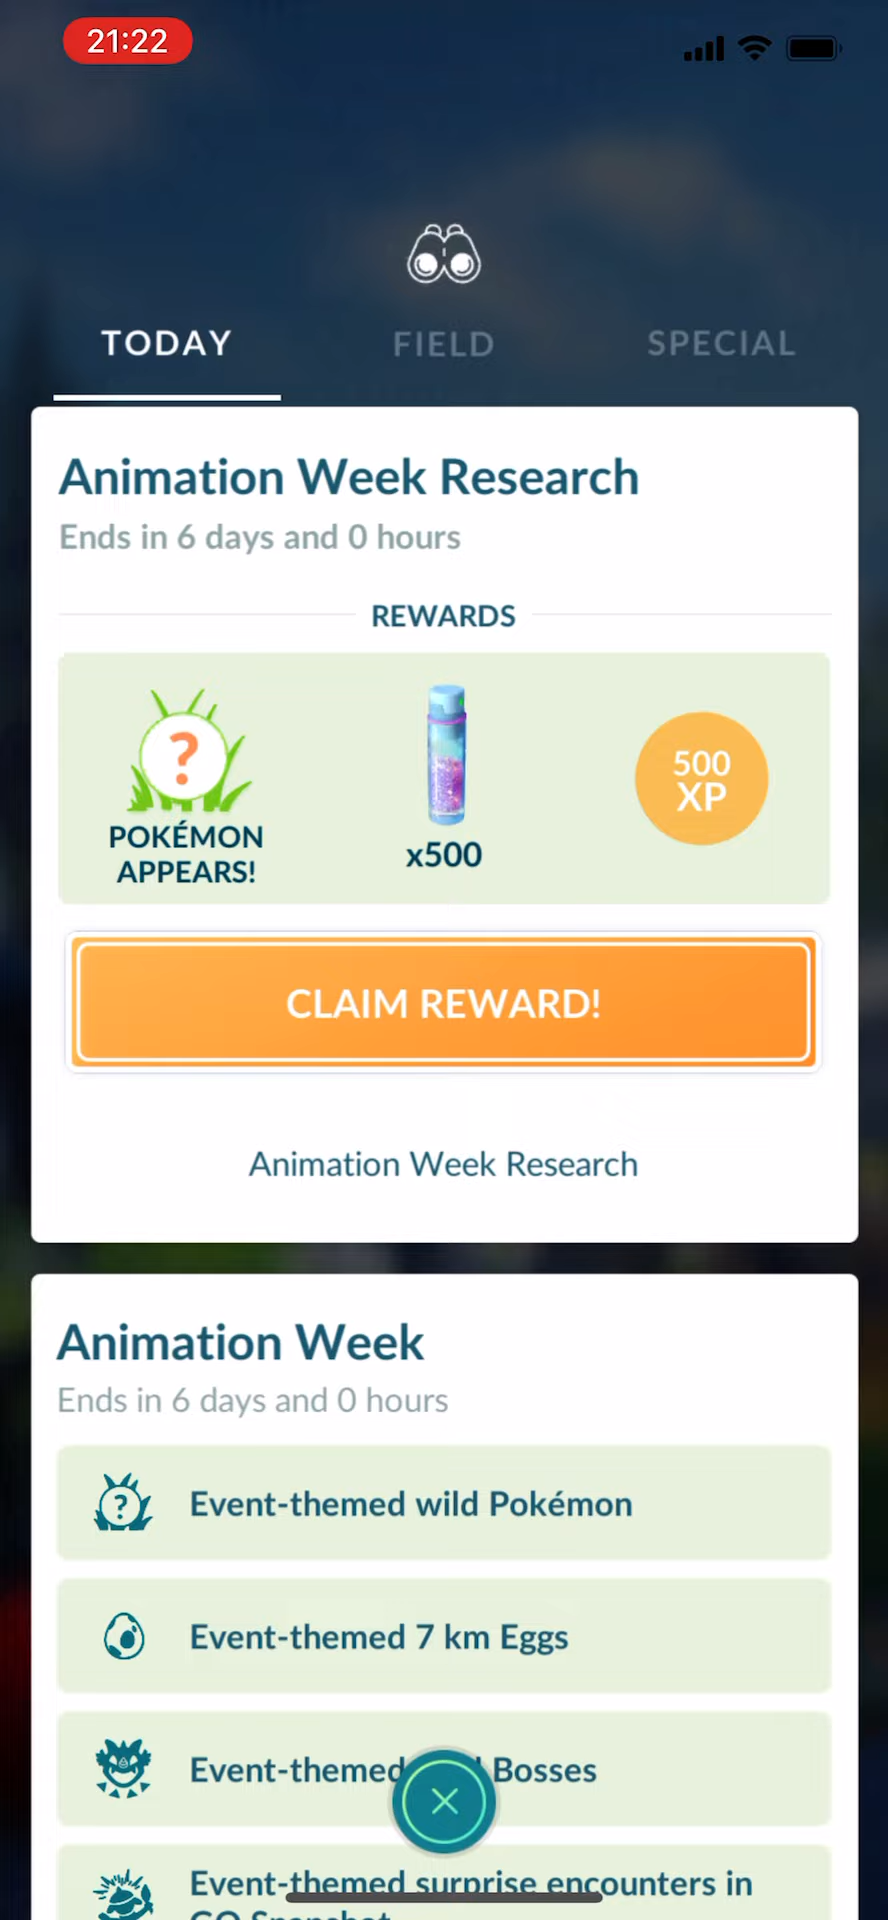 21:22
TODAY
FIELD
SPECIAL
Animation Week Research
Ends in 6 days and 0 hours
REWARDS
?
POKÉMON
APPEARS!
x500
500
XP
CLAIM REWARD!
Animation Week Research
Animation Week
Ends in 6 days and 0 hours
?
Event-themed wild Pokémon
Event-themed 7 km Eggs
Event-themed Bosses
Event-themed surprise encounters in
GO Snapshot